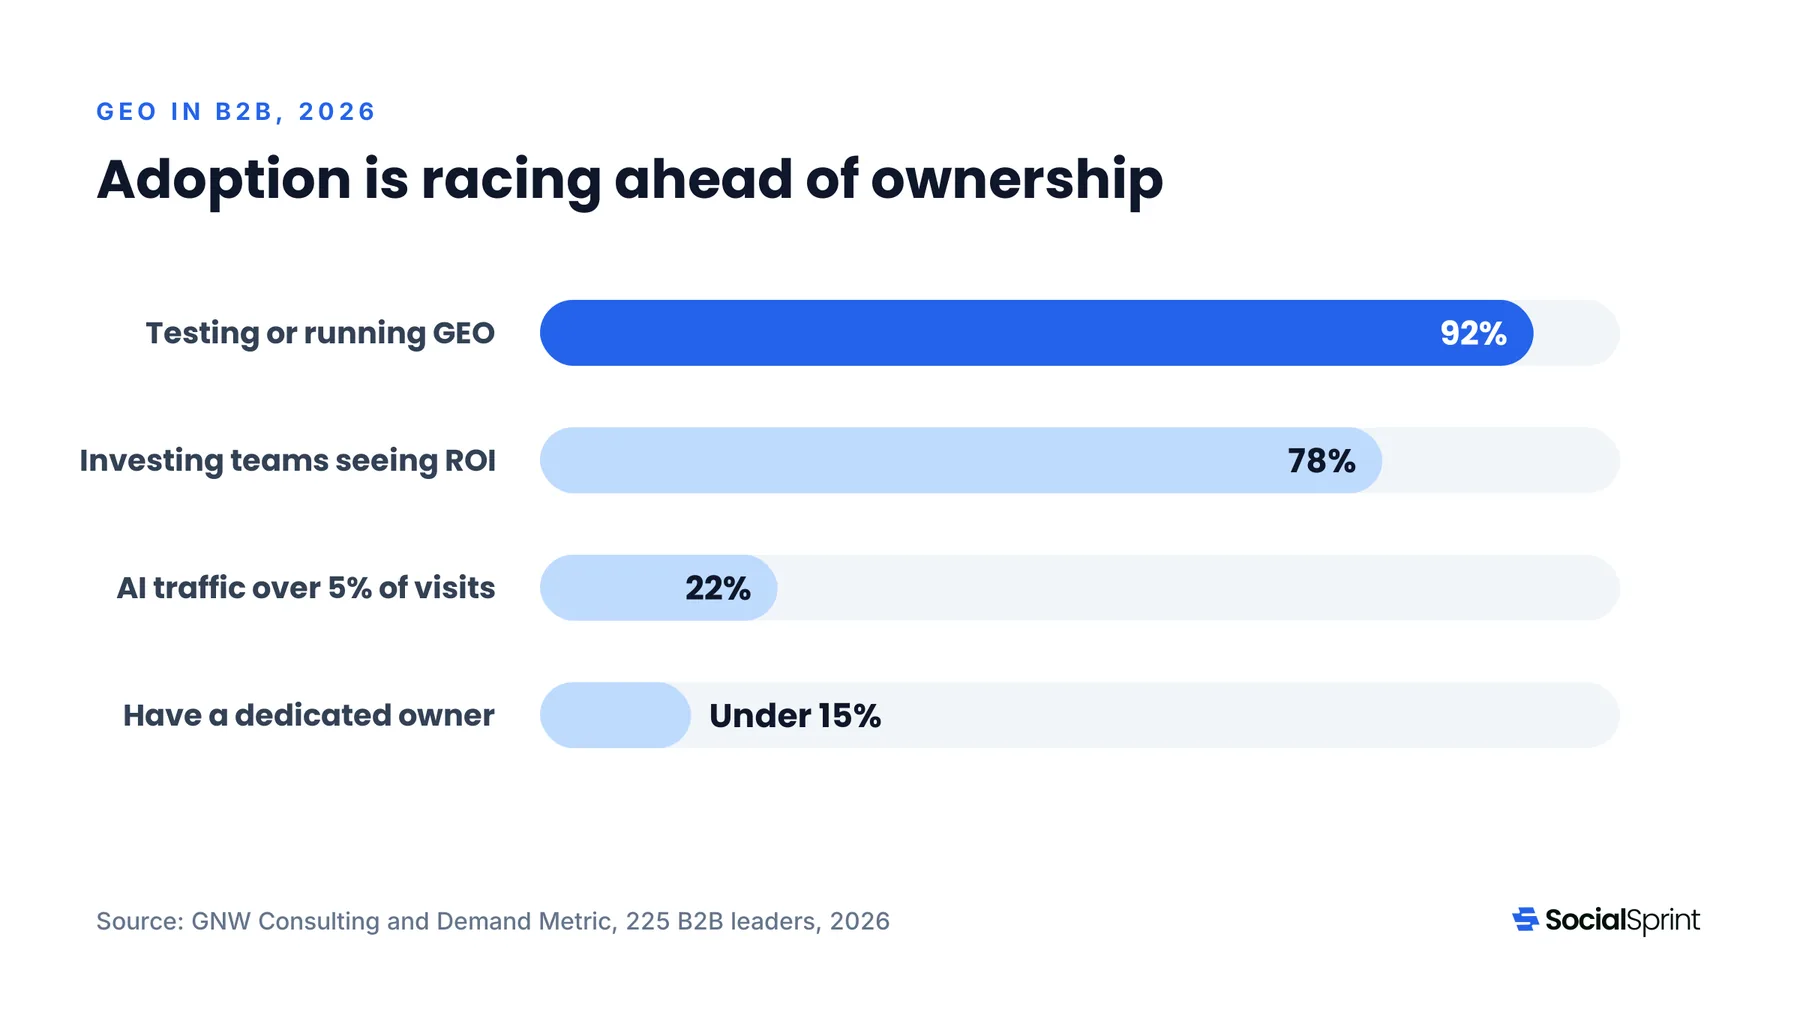 GEO IN B2B, 2026
Adoption is racing ahead of ownership
Testing or running GEO
92%
Investing teams seeing ROI
78%
AI traffic over 5% of visits
22%
Have a dedicated owner
Under 15%
Source: GNW Consulting and Demand Metric, 225 B2B leaders, 2026
SocialSprint